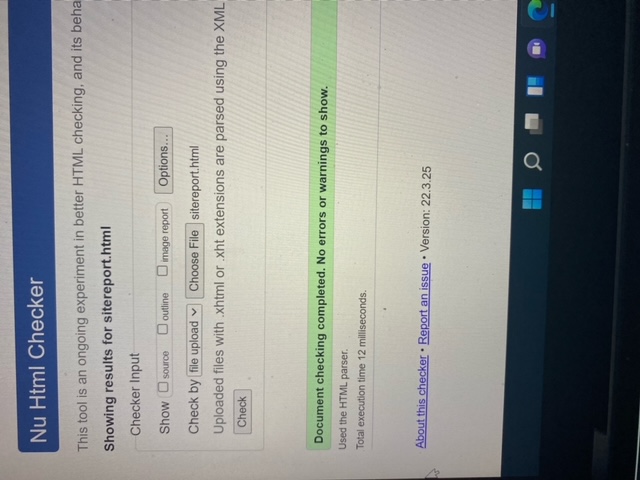 Nu Html Checker
This tool is an ongoing experiment in better HTML checking, and its beha
Showing results for sitereport.html
Checker Input
Show source outline image report Options...
Check by file upload Choose File sitereport.html
Uploaded files with .xhtml or .xht extensions are parsed using the XML
Check
Document checking completed. No errors or warnings to show.
Used the HTML parser.
Total execution time 12 milliseconds.
About this checker • Report an issue • Version: 22.3.25